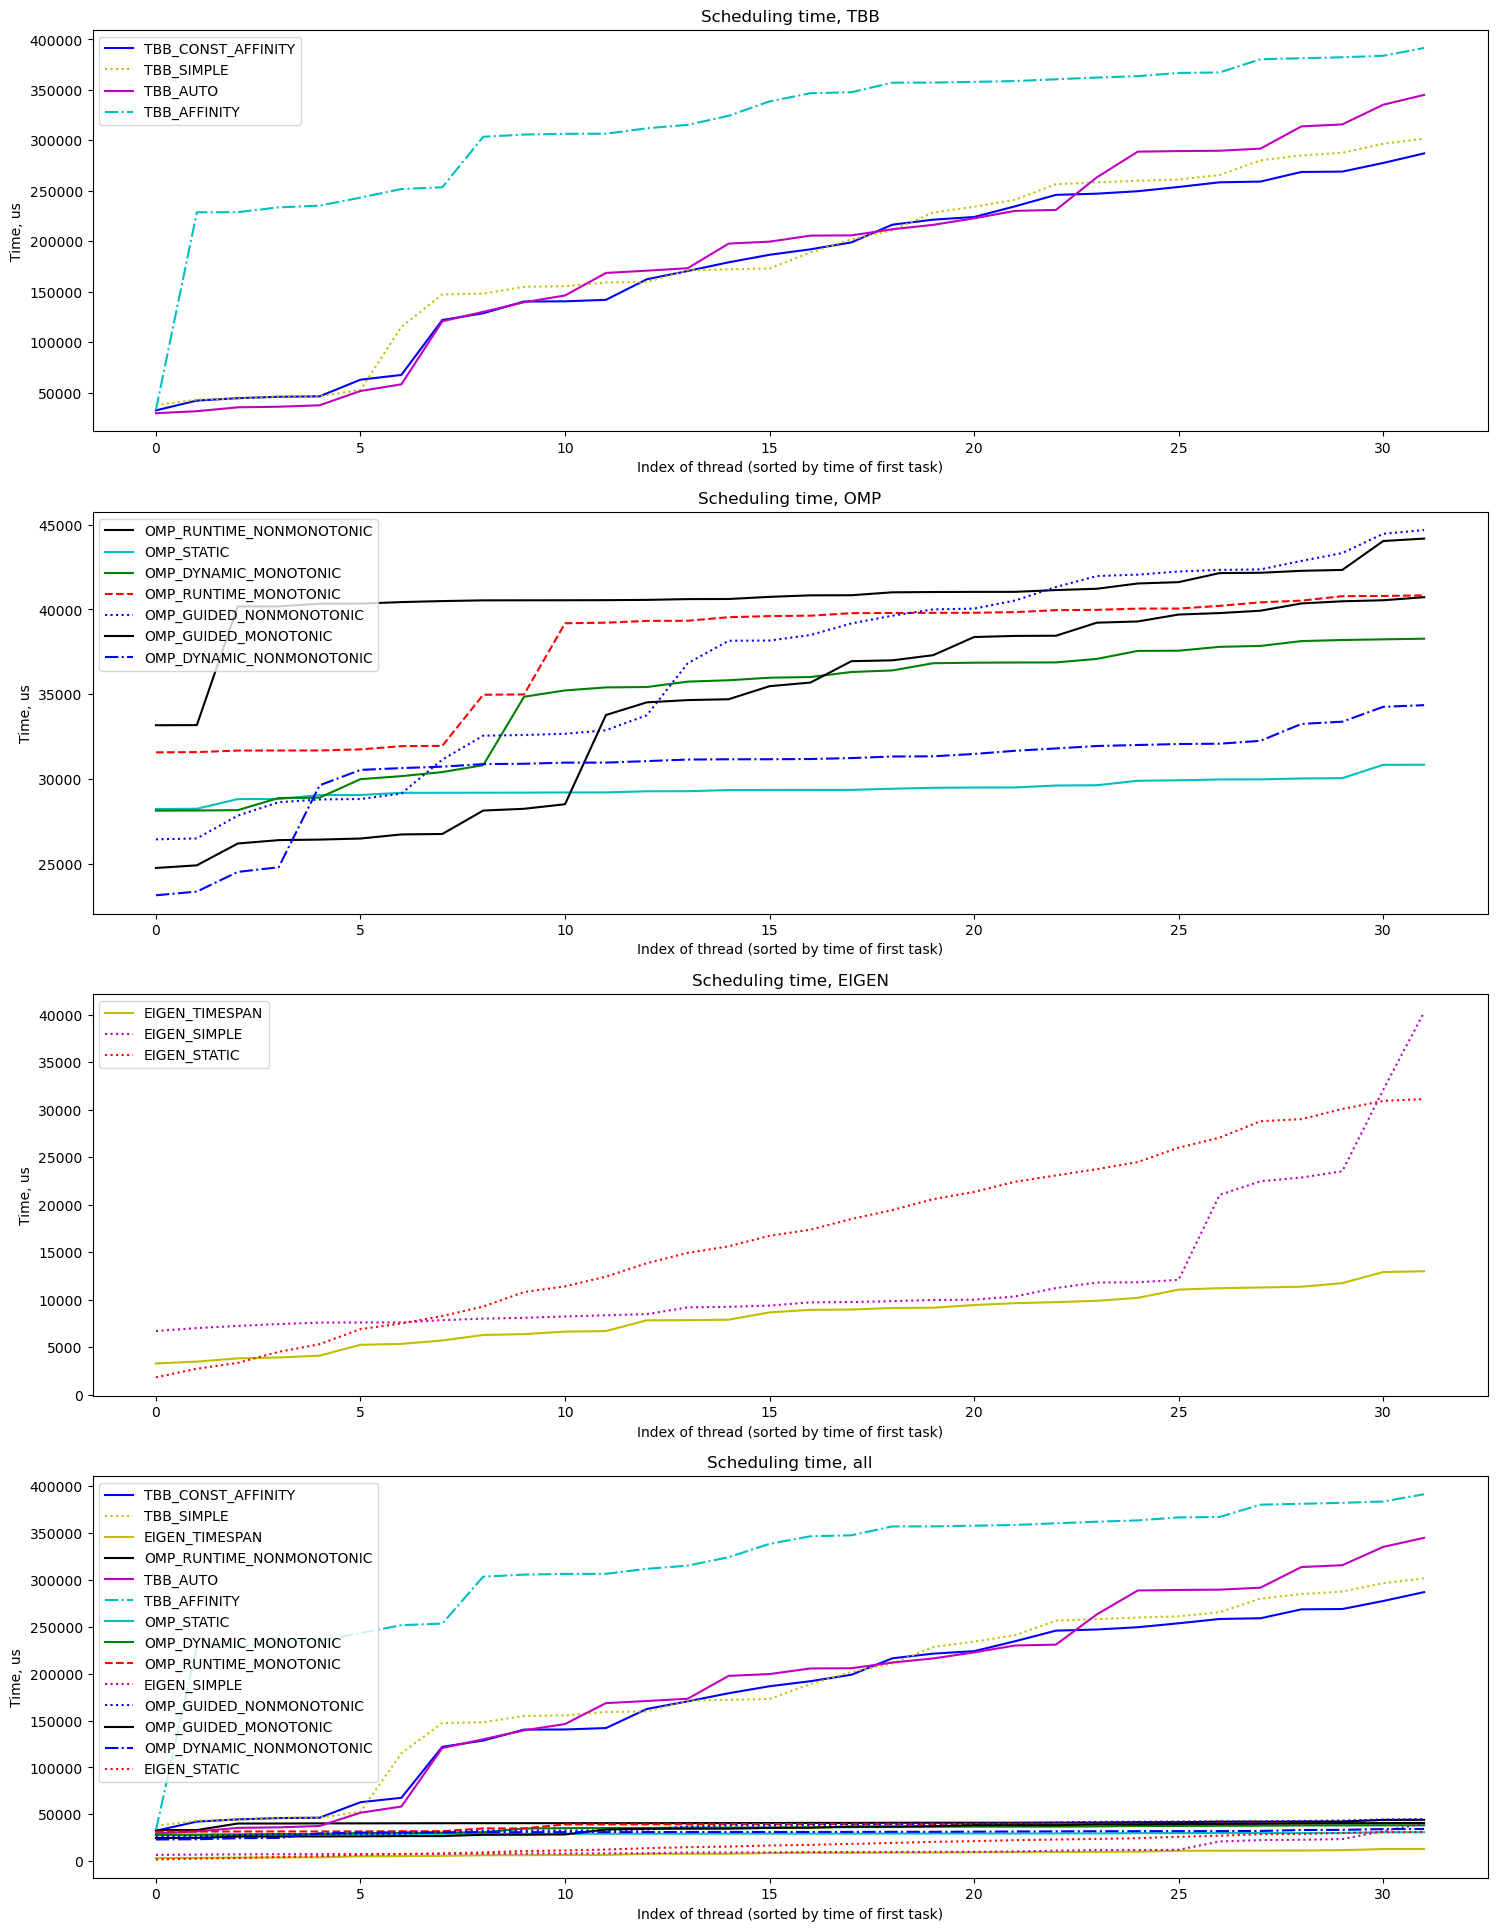 Scheduling time, TBB
TBB_CONST_AFFINITY
TBB_SIMPLE
TBB_AUTO
TBB_AFFINITY
400000
350000
300000
250000
200000
150000
100000
50000
Time, us
0 5 10 15 20 25 30
Index of thread (sorted by time of first task)
Scheduling time, OMP
OMP_RUNTIME_NONMONOTONIC
OMP_STATIC
OMP_DYNAMIC_MONOTONIC
OMP_RUNTIME_MONOTONIC
OMP_GUIDED_NONMONOTONIC
OMP_GUIDED_MONOTONIC
OMP_DYNAMIC_NONMONOTONIC
45000
40000
35000
30000
25000
Time, us
0 5 10 15 20 25 30
Index of thread (sorted by time of first task)
Scheduling time, EIGEN
EIGEN_TIMESPAN
EIGEN_SIMPLE
EIGEN_STATIC
40000
35000
30000
25000
20000
15000
10000
5000
0
Time, us
0 5 10 15 20 25 30
Index of thread (sorted by time of first task)
Scheduling time, all
TBB_CONST_AFFINITY
TBB_SIMPLE
EIGEN_TIMESPAN
OMP_RUNTIME_NONMONOTONIC
TBB_AUTO
TBB_AFFINITY
OMP_STATIC
OMP_DYNAMIC_MONOTONIC
OMP_RUNTIME_MONOTONIC
EIGEN_SIMPLE
OMP_GUIDED_NONMONOTONIC
OMP_GUIDED_MONOTONIC
OMP_DYNAMIC_NONMONOTONIC
EIGEN_STATIC
400000
350000
300000
250000
200000
150000
100000
50000
0
Time, us
0 5 10 15 20 25 30
Index of thread (sorted by time of first task)